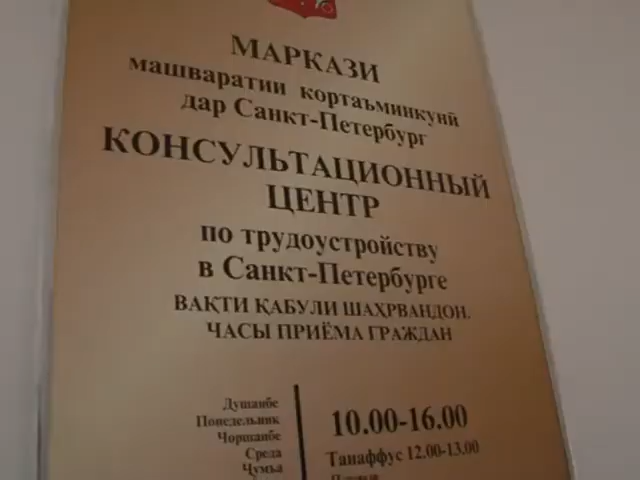 МАРКАЗИ
машваратии кортаъминкунӣ
дар Санкт-Петербург
КОНСУЛЬТАЦИОННЫЙ
ЦЕНТР
по трудоустройству
в Санкт-Петербурге
ВАҚТИ ҚАБУЛИ ШАҲРВАНДОН.
ЧАСЫ ПРИЁМА ГРАЖДАН
Душанбе
Понедельник
Чоршанбе
Среда
Ҷумъа
10.00-16.00
Танаффус 12.00-13.00